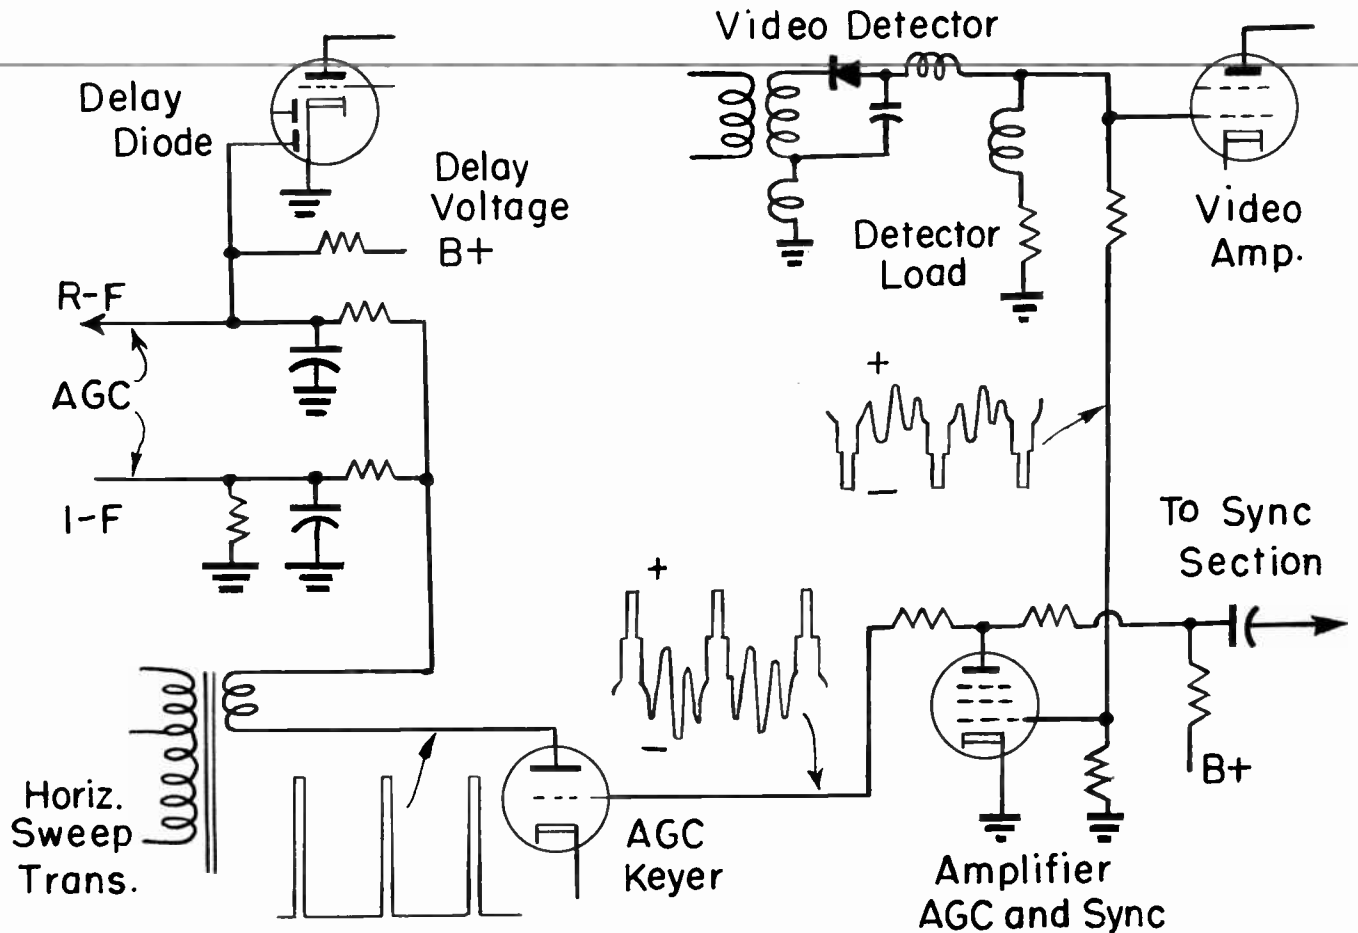 Video Detector
Delay
Diode
Delay
Voltage
B+
Video
Amp.
Detector
Load
R-F
AGC
I-F
+
−
To Sync
Section
+
−
B+
Horiz.
Sweep
Trans.
AGC
Keyer
Amplifier
AGC and Sync